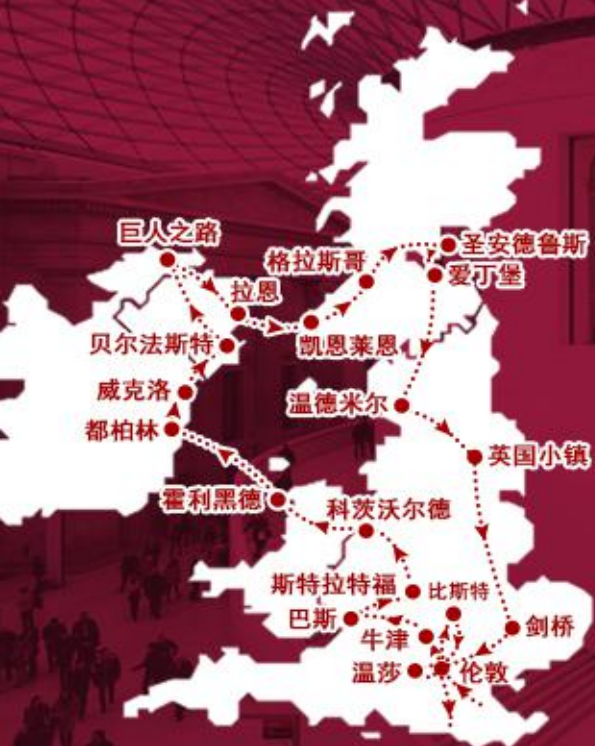 巨人之路
圣安德鲁斯
格拉斯哥
爱丁堡
拉恩
贝尔法斯特
凯恩莱恩
威克洛
温德米尔
都柏林
英国小镇
霍利黑德
科茨沃尔德
斯特拉特福
比斯特
巴斯
剑桥
牛津
温莎
伦敦